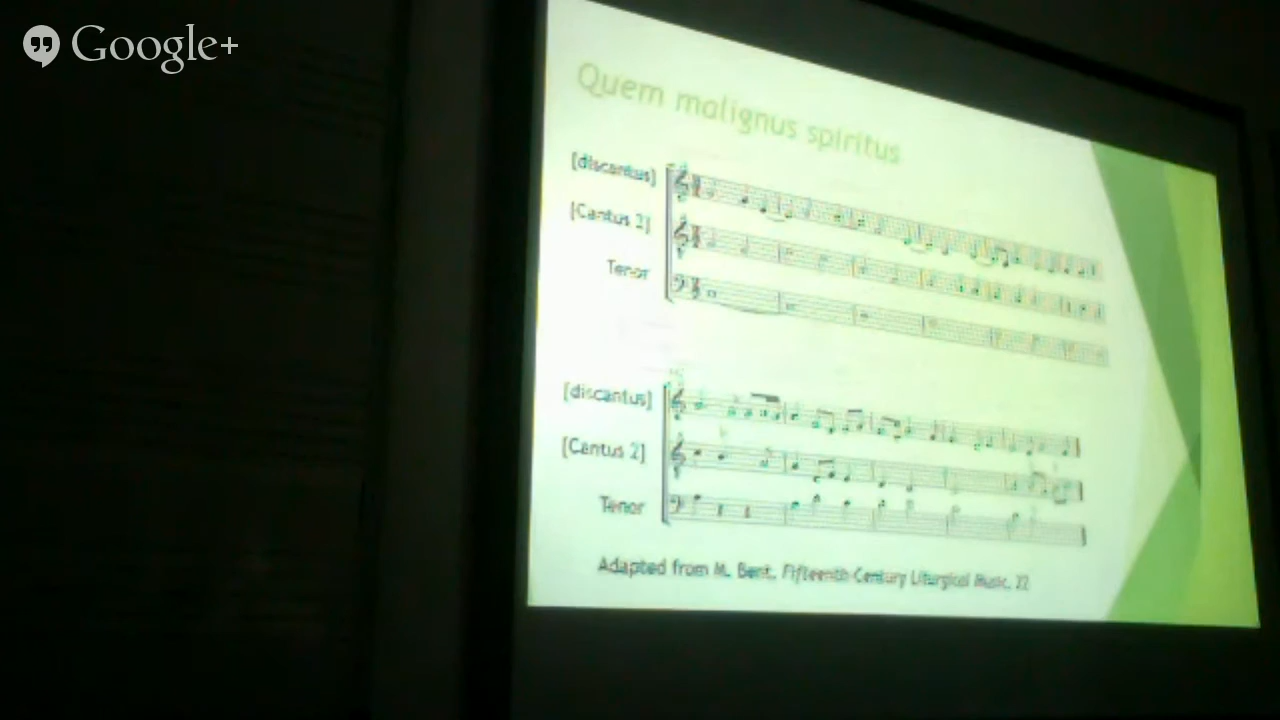 Google+
Quem malignus spiritus
[discantus]
[Cantus 2]
Tenor
[discantus]
[Cantus 2]
Tenor
Adapted from M. Bent, Fifteenth-Century Liturgical Music, 22